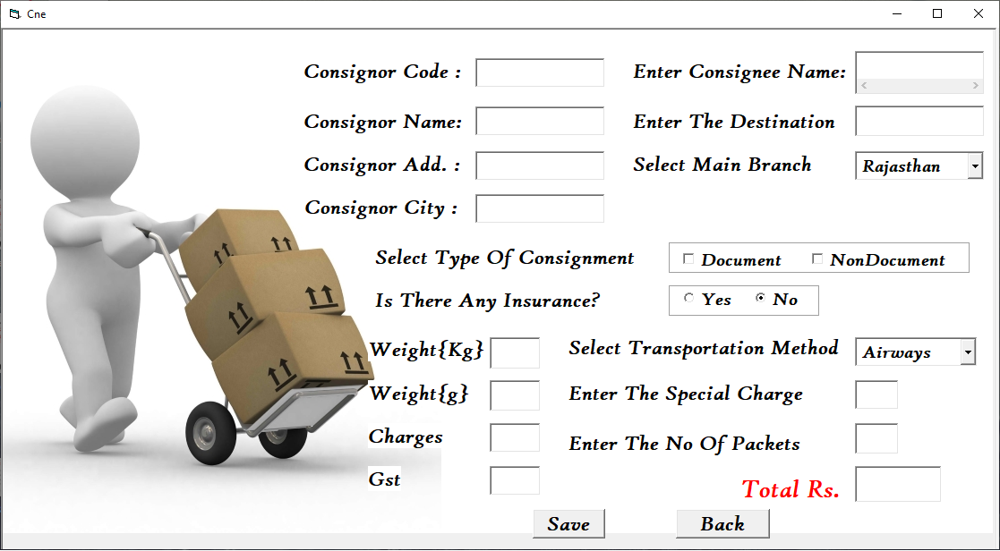 Cne
Consignor Code :
Enter Consignee Name:
Consignor Name:
Enter The Destination
Consignor Add. :
Select Main Branch
Rajasthan
Consignor City :
Select Type Of Consignment
Document
NonDocument
Is There Any Insurance?
Yes
No
Weight{Kg}
Select Transportation Method
Airways
Weight{g}
Enter The Special Charge
Charges
Enter The No Of Packets
Gst
Total Rs.
Save
Back